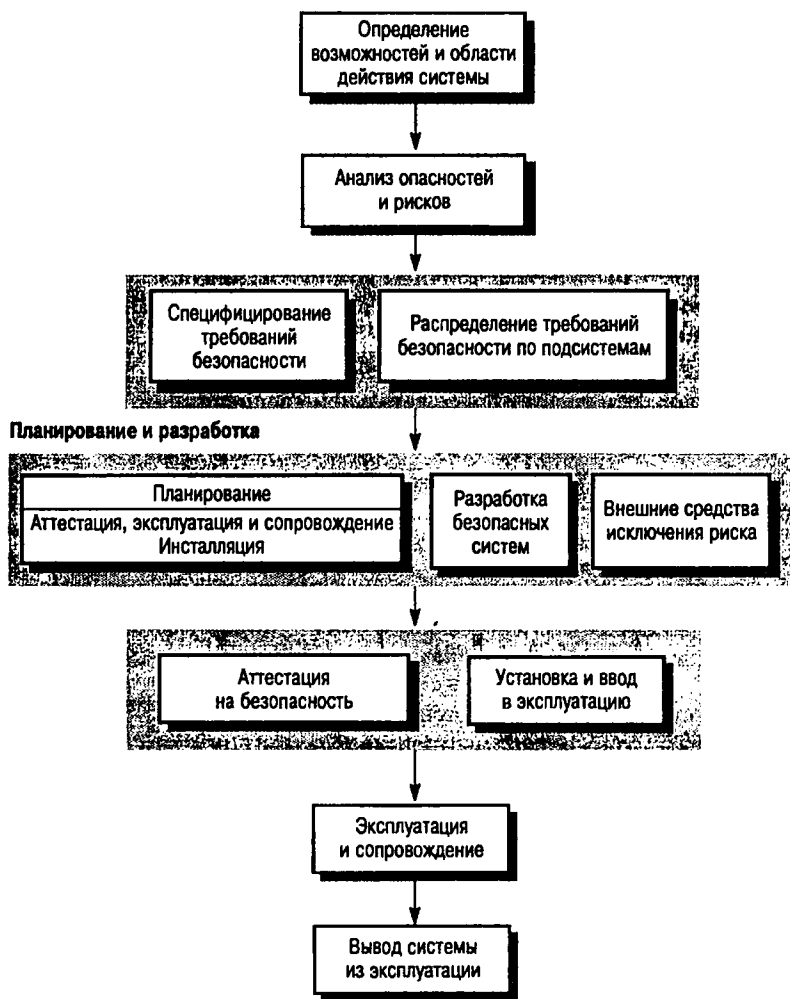 Определение
возможностей и области
действия системы
Анализ опасностей
и рисков
Специфицирование
требований
безопасности
Распределение требований
безопасности по подсистемам
Планирование и разработка
Планирование
Аттестация, эксплуатация и сопровождение
Инсталляция
Разработка
безопасных
систем
Внешние средства
исключения риска
Аттестация
на безопасность
Установка и ввод
в эксплуатацию
Эксплуатация
и сопровождение
Вывод системы
из эксплуатации